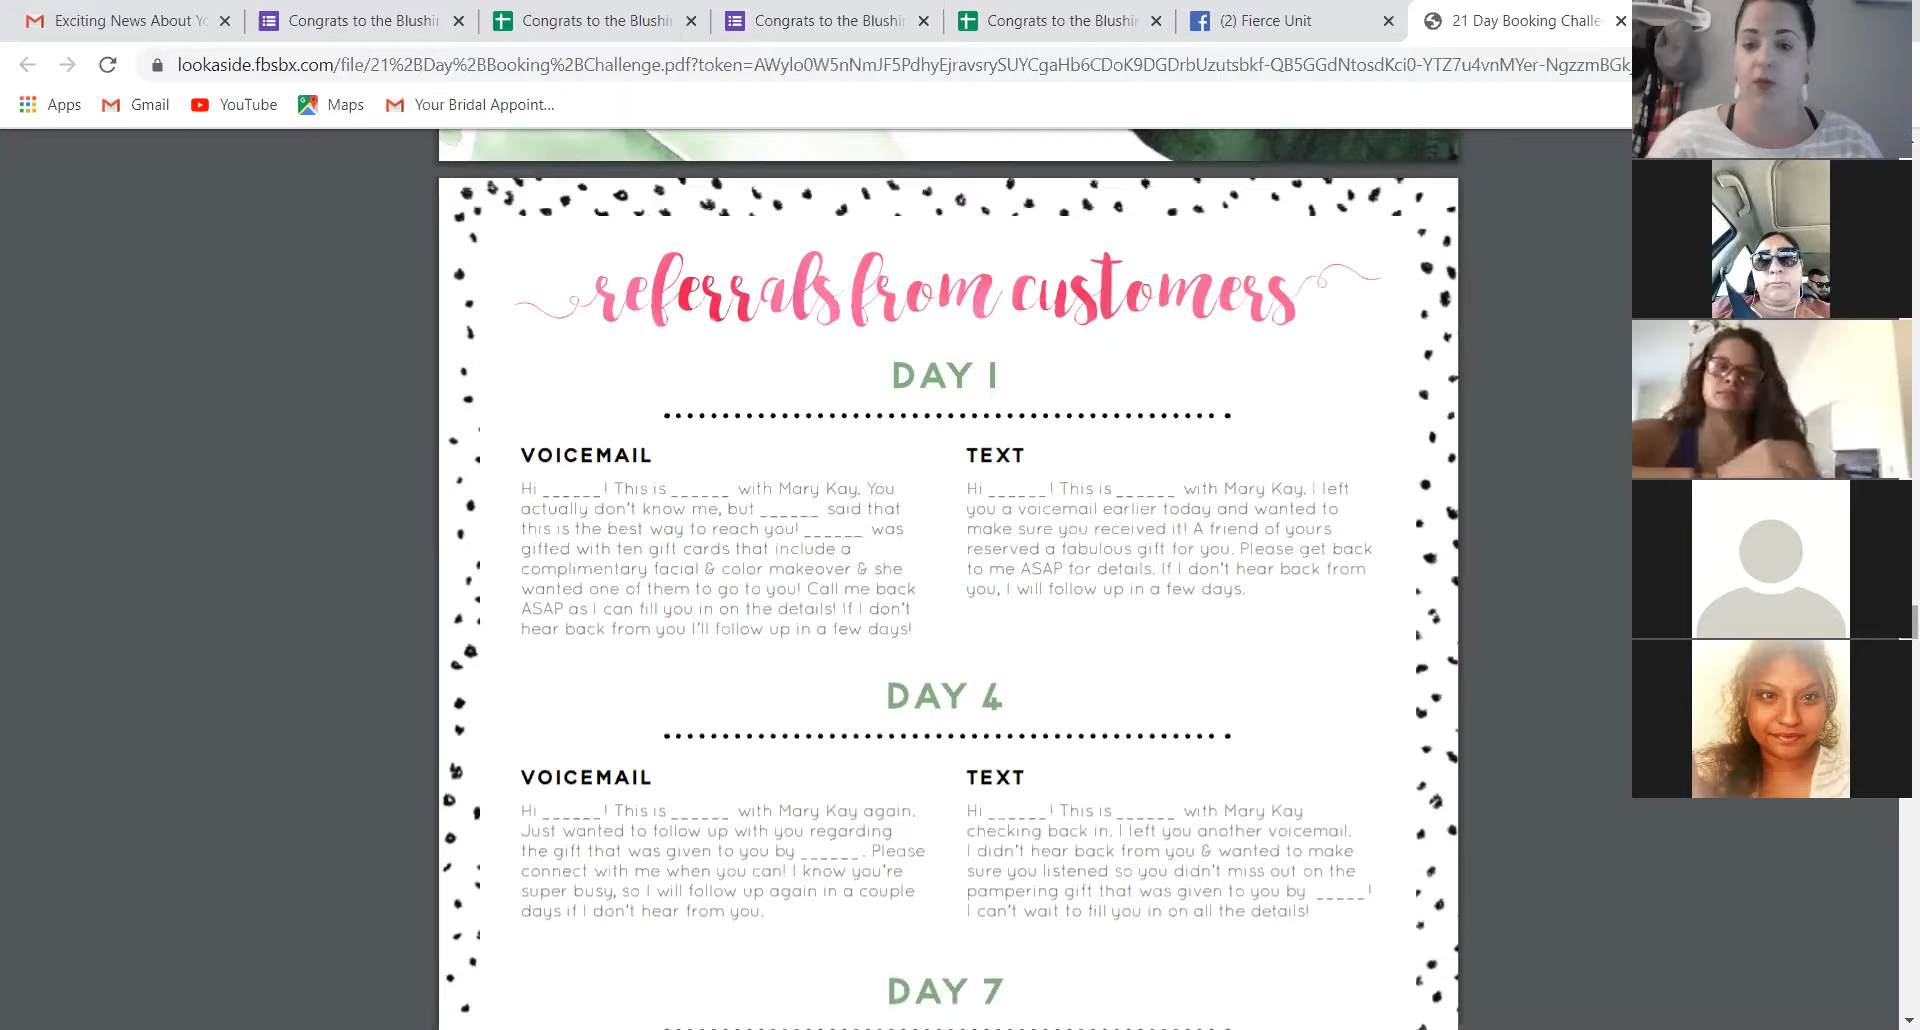 Exciting News About Yo
Congrats to the Blushin
Congrats to the Blushin
Congrats to the Blushin
Congrats to the Blushin
(2) Fierce Unit
21 Day Booking Challe
lookaside.fbsbx.com/file/21%2BDay%2BBooking%2BChallenge.pdf?token=
Apps
Gmail
YouTube
Maps
Your Bridal Appoint...
referrals from customers
DAY 1
VOICEMAIL
Hi ______! This is ______ with Mary Kay. You
actually don't know me, but ______ said that
this is the best way to reach you! ______ was
gifted with ten gift cards that include a
complimentary facial & color makeover & she
wanted one of them to go to you! Call me back
ASAP as I can fill you in on the details! If I don't
hear back from you I'll follow up in a few days!
TEXT
Hi ______! This is ______ with Mary Kay. I left
you a voicemail earlier today and wanted to
make sure you received it! A friend of yours
reserved a fabulous gift for you. Please get back
to me ASAP for details. If I don't hear back from
you, I will follow up in a few days.
DAY 4
VOICEMAIL
Hi ______! This is ______ with Mary Kay again.
Just wanted to follow up with you regarding
the gift that was given to you by ______. Please
connect with me when you can! I know you're
super busy, so I will follow up again in a couple
days if I don't hear from you.
TEXT
Hi ______! This is ______ with Mary Kay
checking back in. I left you another voicemail.
I didn't hear back from you & wanted to make
sure you listened so you didn't miss out on the
pampering gift that was given to you by _____!
I can't wait to fill you in on all the details!
DAY 7